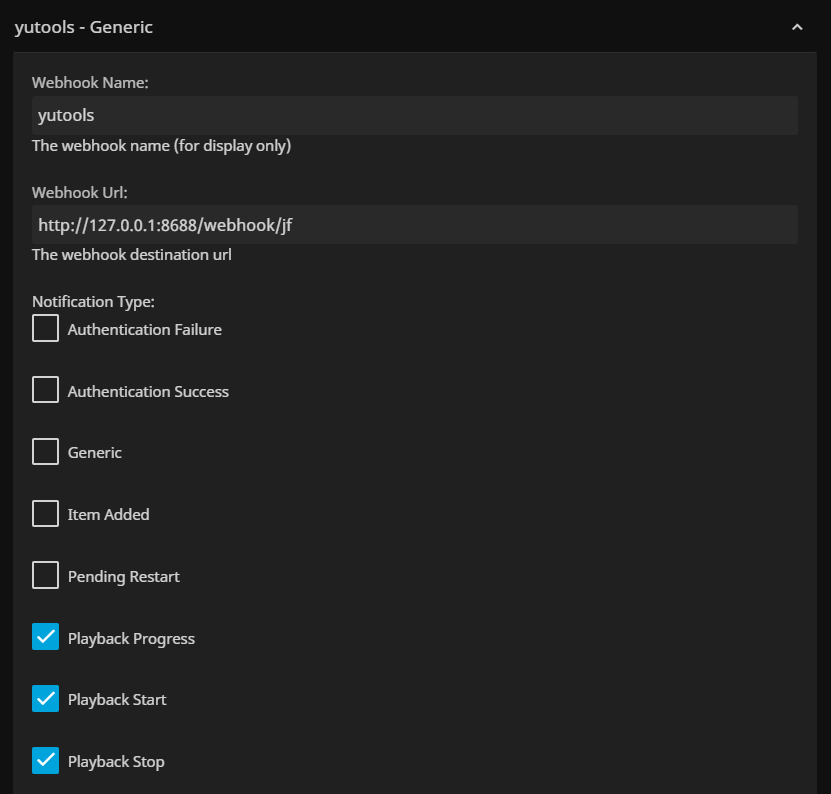 yutools - Generic
Webhook Name:
yutools
The webhook name (for display only)
Webhook Url:
http://127.0.0.1:8688/webhook/jf
The webhook destination url
Notification Type:
Authentication Failure
Authentication Success
Generic
Item Added
Pending Restart
Playback Progress
Playback Start
Playback Stop